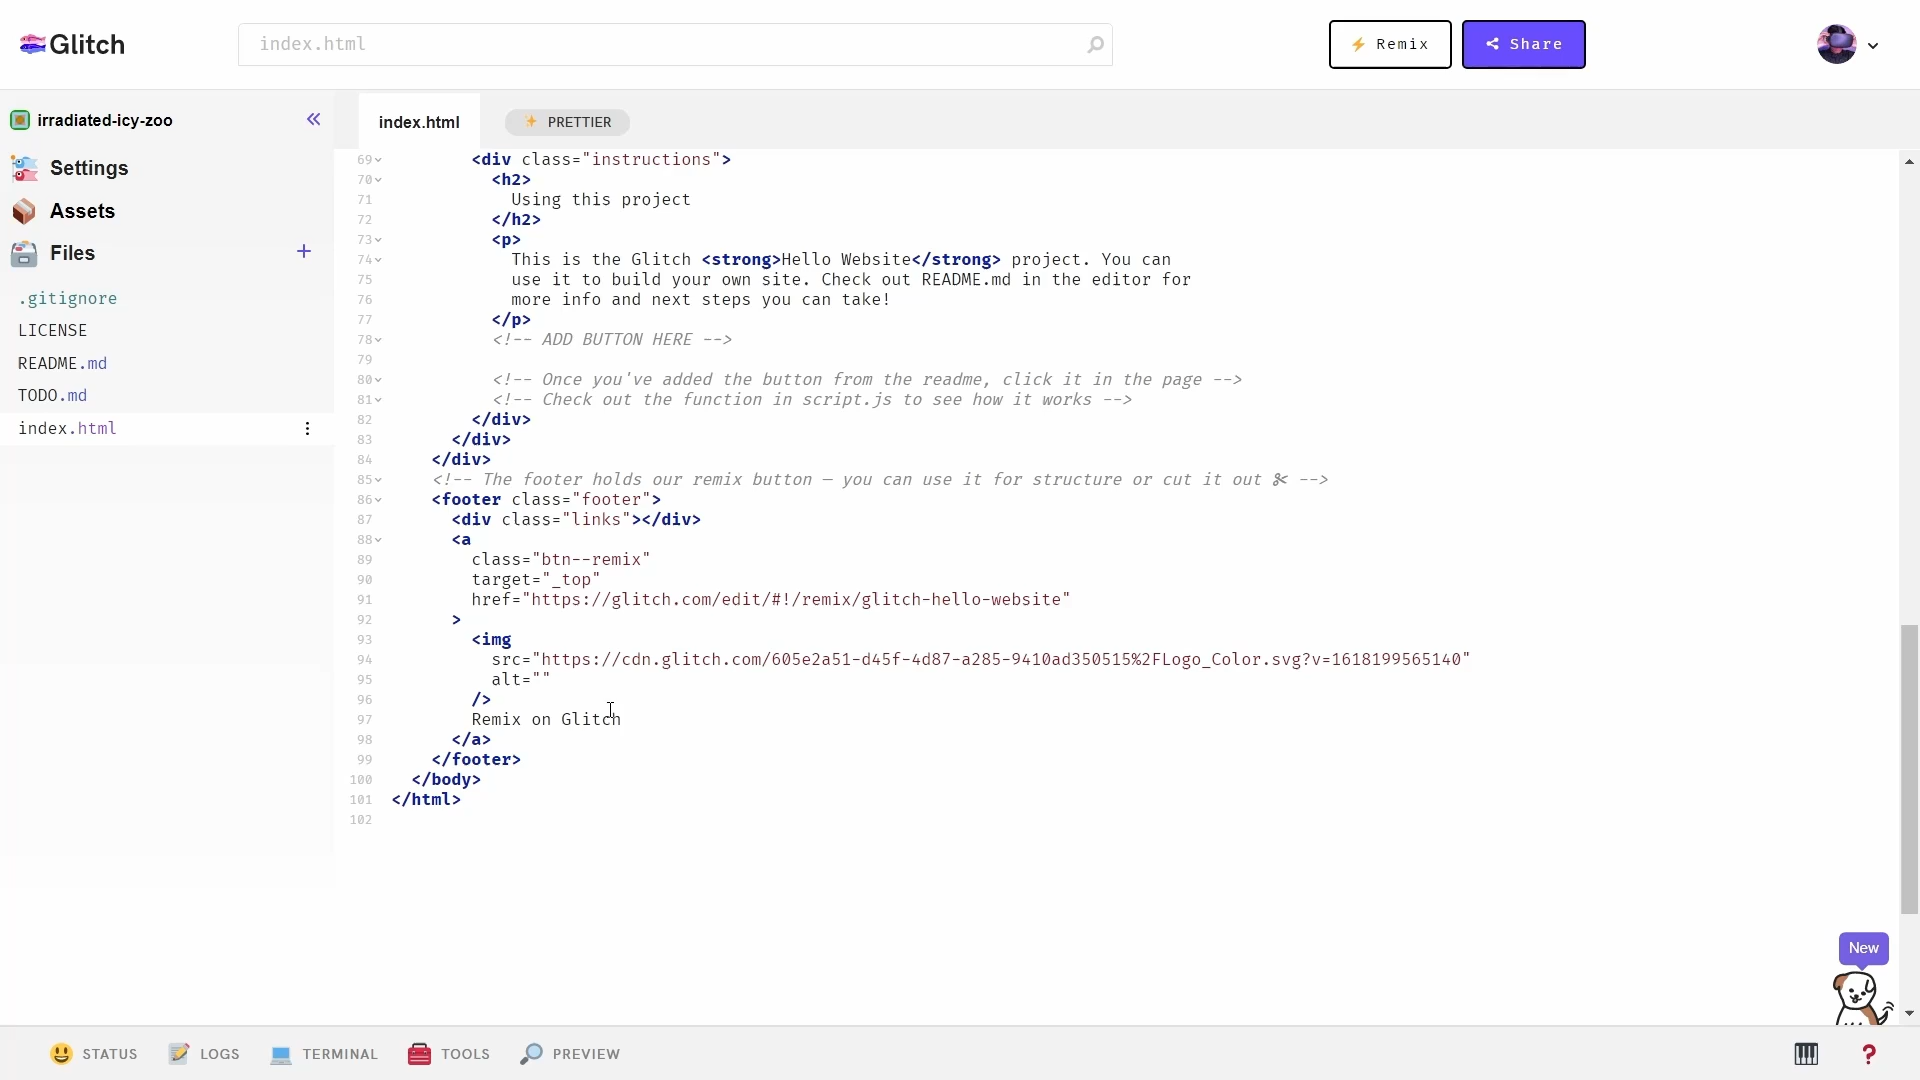 Glitch
index.html
Remix
Share
irradiated-icy-zoo
Settings
Assets
Files
.gitignore
LICENSE
README.md
TODO.md
index.html
index.html
PRETTIER
69 <div class="instructions">
70 <h2>
71 Using this project
72 </h2>
73 <p>
74 This is the Glitch <strong>Hello Website</strong> project. You can
75 use it to build your own site. Check out README.md in the editor for
76 more info and next steps you can take!
77 </p>
78 <!-- ADD BUTTON HERE -->
79
80 <!-- Once you've added the button from the readme, click it in the page -->
81 <!-- Check out the function in script.js to see how it works -->
82 </div>
83 </div>
84 </div>
85 <!-- The footer holds our remix button — you can use it for structure or cut it out ✂ -->
86 <footer class="footer">
87 <div class="links"></div>
88 <a
89 class="btn--remix"
90 target="_top"
91 href="https://glitch.com/edit/#!/remix/glitch-hello-website"
92 >
93 <img
94 src="https://cdn.glitch.com/605e2a51-d45f-4d87-a285-9410ad350515%2FLogo_Color.svg?v=1618199565140"
95 alt=""
96 />
97 Remix on Glitch
98 </a>
99 </footer>
100 </body>
101 </html>
102
New
STATUS
LOGS
TERMINAL
TOOLS
PREVIEW
?